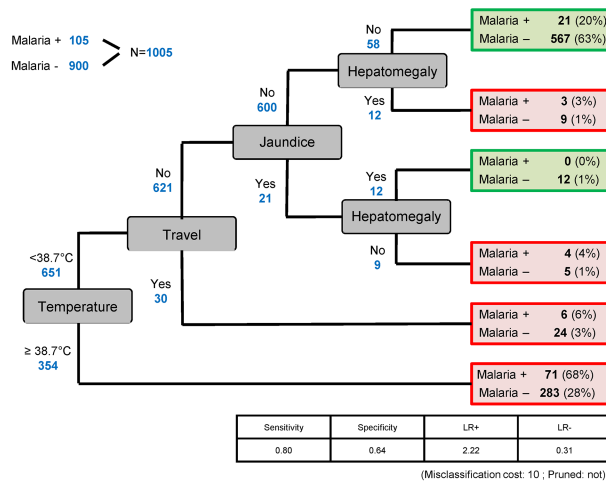 Malaria + 105
Malaria - 900
N=1005
No
58
Malaria + 21 (20%)
Malaria – 567 (63%)
Hepatomegaly
No
600
Yes
12
Malaria + 3 (3%)
Malaria – 9 (1%)
Jaundice
No
621
Yes
21
Yes
12
Malaria + 0 (0%)
Malaria – 12 (1%)
Hepatomegaly
No
9
Malaria + 4 (4%)
Malaria – 5 (1%)
Travel
<38.7°C
651
Yes
30
Malaria + 6 (6%)
Malaria – 24 (3%)
Temperature
≥ 38.7°C
354
Malaria + 71 (68%)
Malaria – 283 (28%)
Sensitivity Specificity LR+ LR-
0.80 0.64 2.22 0.31
(Misclassification cost: 10 ; Pruned: not)